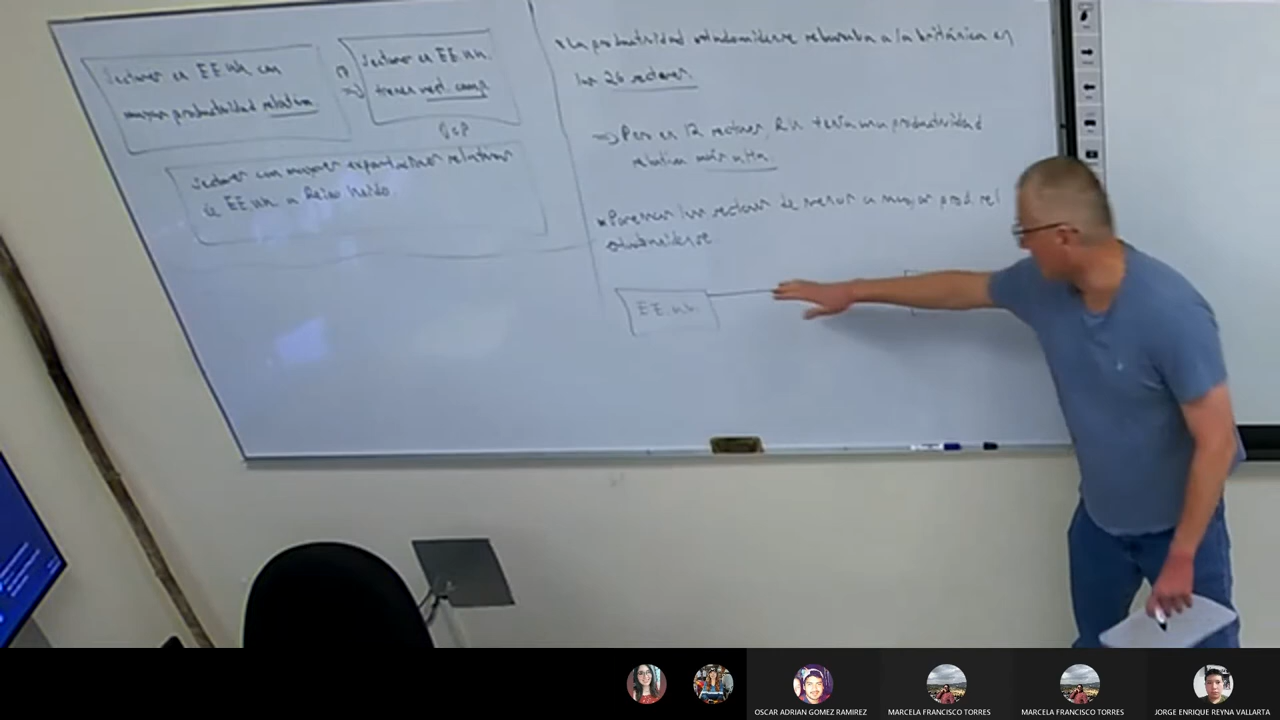 Sectores en EE.UU. con
mayor productividad relativa
Sectores en EE.UU.
tienen vent. comp.
Sectores con mayores exportaciones relativas
de EE.UU. a Reino Unido
• La productividad estadounidense rebasaba a la británica en
los 26 sectores
=> Pero en 12 sectores, R.U. tenía una productividad
relativa más alta.
los sectores de menor a mayor prod. rel
estadounidense
EE.UU.
OSCAR ADRIAN GOMEZ RAMIREZ
MARCELA FRANCISCO TORRES
MARCELA FRANCISCO TORRES
JORGE ENRIQUE REYNA VALLARTA